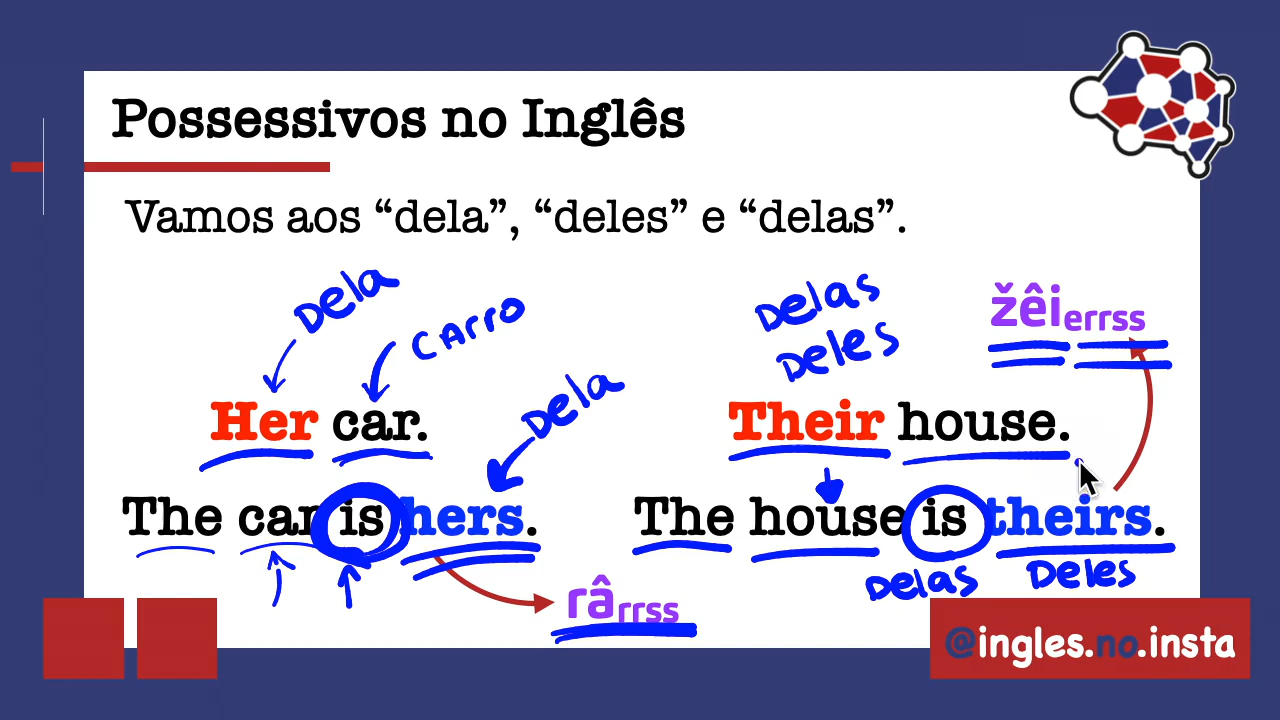 Possessivos no Inglês
Vamos aos “dela”, “deles” e “delas”.
DELA
CARRO
Her car.
DELA
The car is hers.
rârrss
DELAS
DELES
žêierrss
Their house.
The house is theirs.
DELAS DELES
@ingles.no.insta